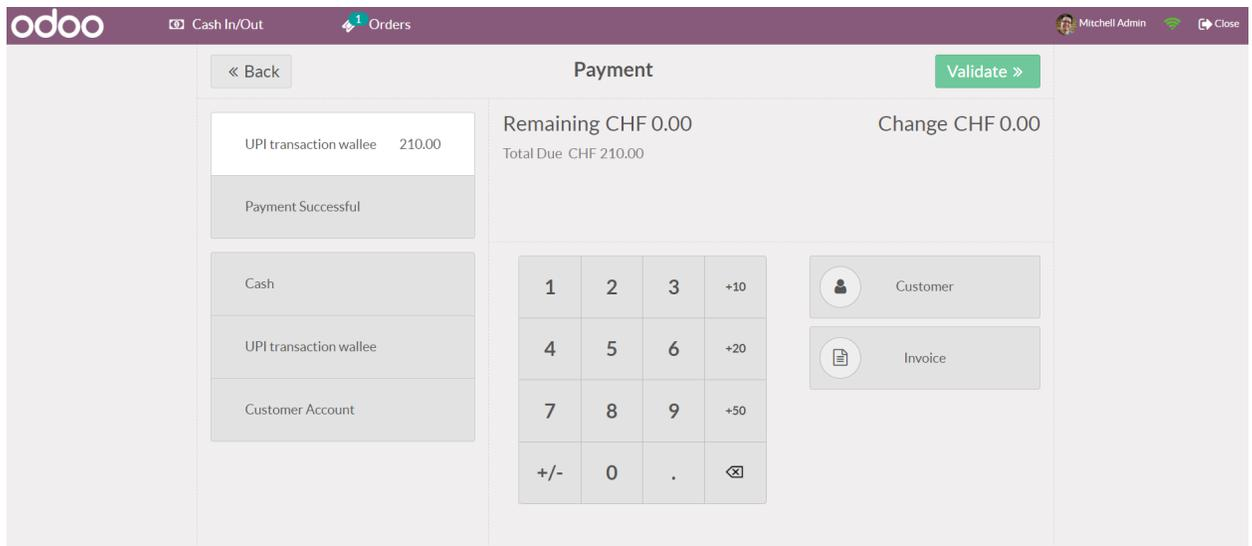 odoo Cash In/Out 1 Orders Mitchell Admin Close
« Back Payment Validate »
UPI transaction wallee 210.00
Payment Successful
Cash
UPI transaction wallee
Customer Account
Remaining CHF 0.00 Change CHF 0.00
Total Due CHF 210.00
1 2 3 +10
4 5 6 +20
7 8 9 +50
+/- 0 .
Customer
Invoice